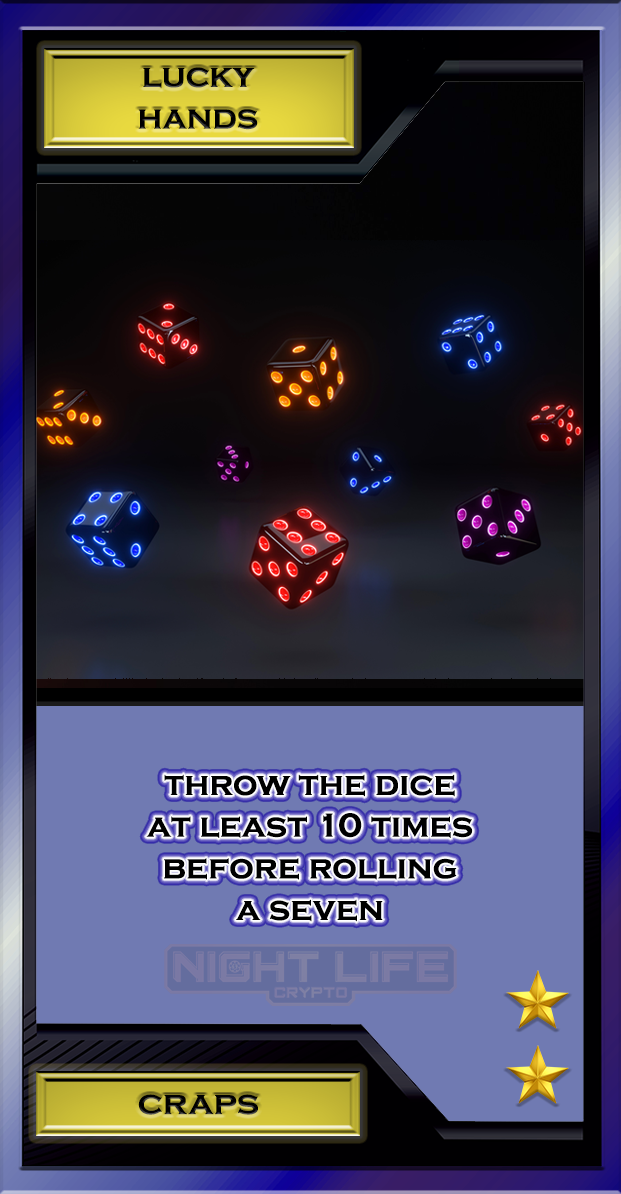 LUCKY
HANDS
THROW THE DICE
AT LEAST 10 TIMES
BEFORE ROLLING
A SEVEN
NIGHT LIFE
CRYPTO
CRAPS